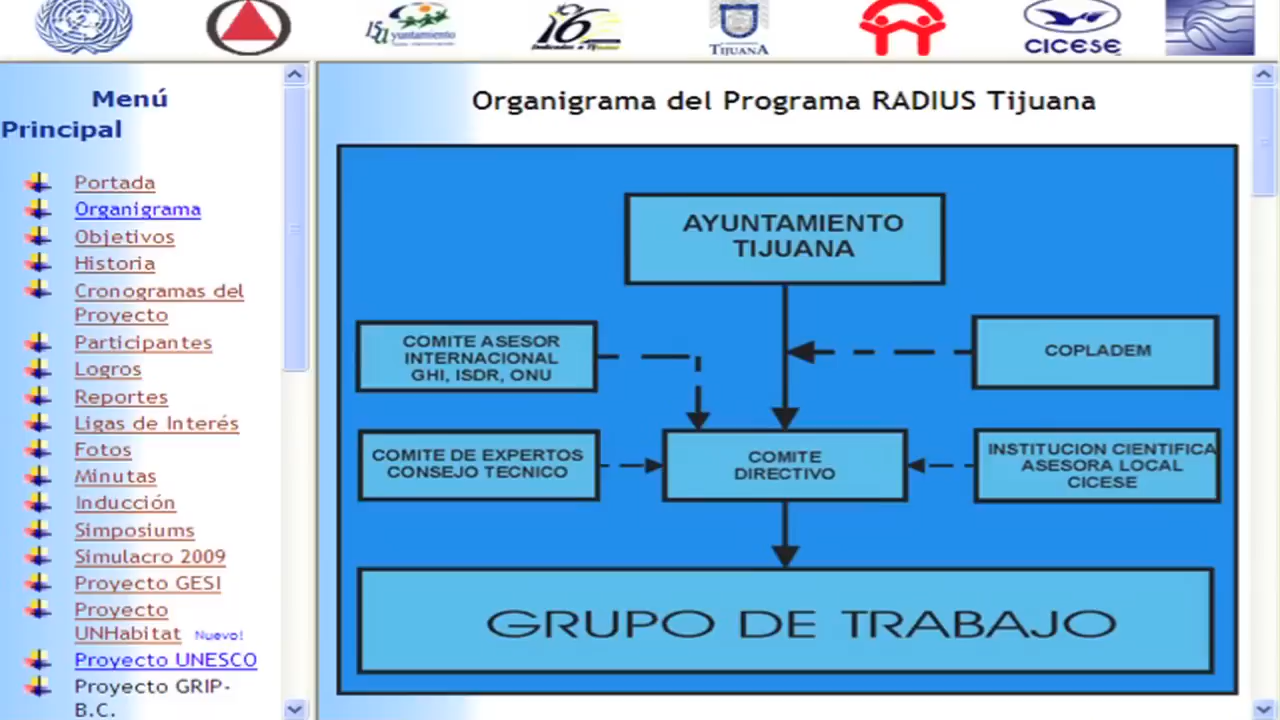 ayuntamiento
16
TIJUANA
CICESE
Menú
Principal
Portada
Organigrama
Objetivos
Historia
Cronogramas del
Proyecto
Participantes
Logros
Reportes
Ligas de Interés
Fotos
Minutas
Inducción
Simposiums
Simulacro 2009
Proyecto GESI
Proyecto
UNHabitat Nuevo!
Proyecto UNESCO
Proyecto GRIP-
B.C.
Organigrama del Programa RADIUS Tijuana
AYUNTAMIENTO
TIJUANA
COMITE ASESOR
INTERNACIONAL
GHI, ISDR, ONU
COPLADEM
COMITE DE EXPERTOS
CONSEJO TECNICO
COMITE
DIRECTIVO
INSTITUCION CIENTIFICA
ASESORA LOCAL
CICESE
GRUPO DE TRABAJO